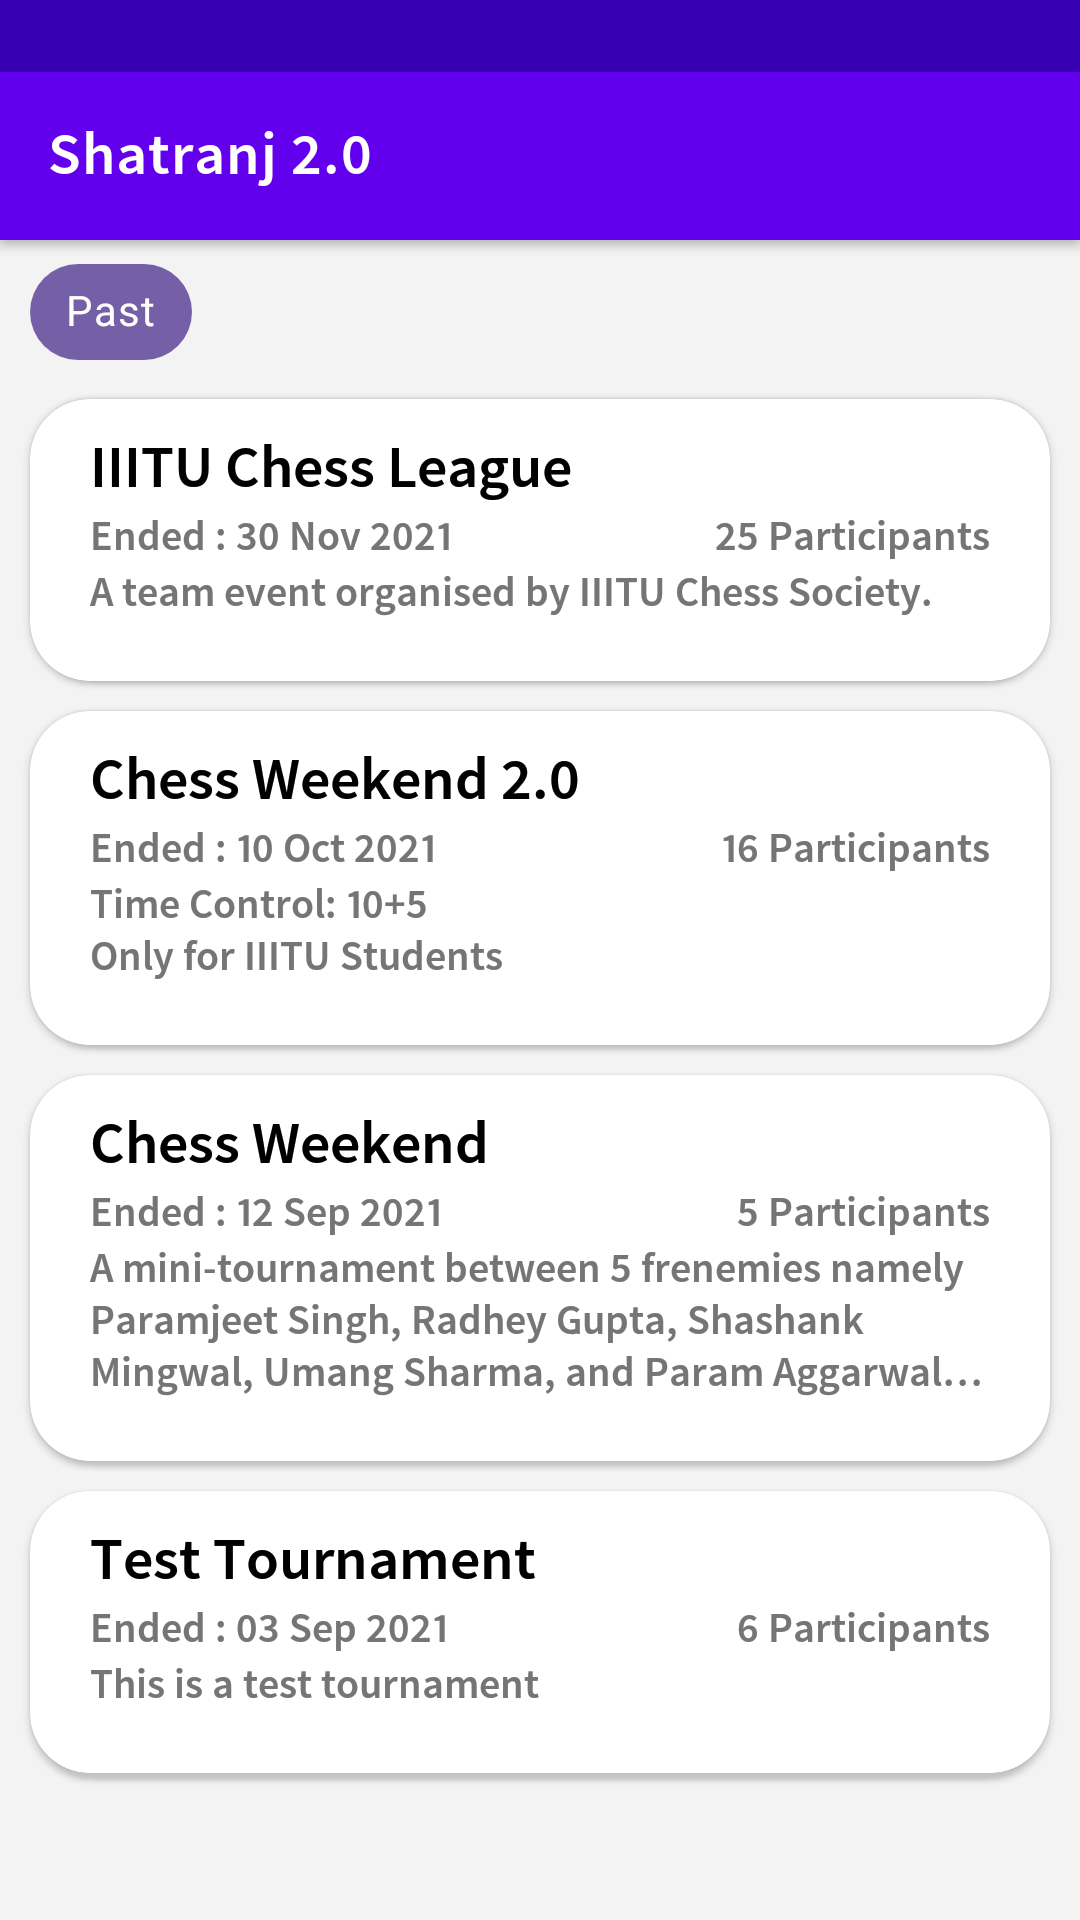 Shatranj 2.0
Past
IIITU Chess League
Ended : 30 Nov 2021 25 Participants
A team event organised by IIITU Chess Society.
Chess Weekend 2.0
Ended : 10 Oct 2021 16 Participants
Time Control: 10+5
Only for IIITU Students
Chess Weekend
Ended : 12 Sep 2021 5 Participants
A mini-tournament between 5 frenemies namely
Paramjeet Singh, Radhey Gupta, Shashank
Mingwal, Umang Sharma, and Param Aggarwal...
Test Tournament
Ended : 03 Sep 2021 6 Participants
This is a test tournament